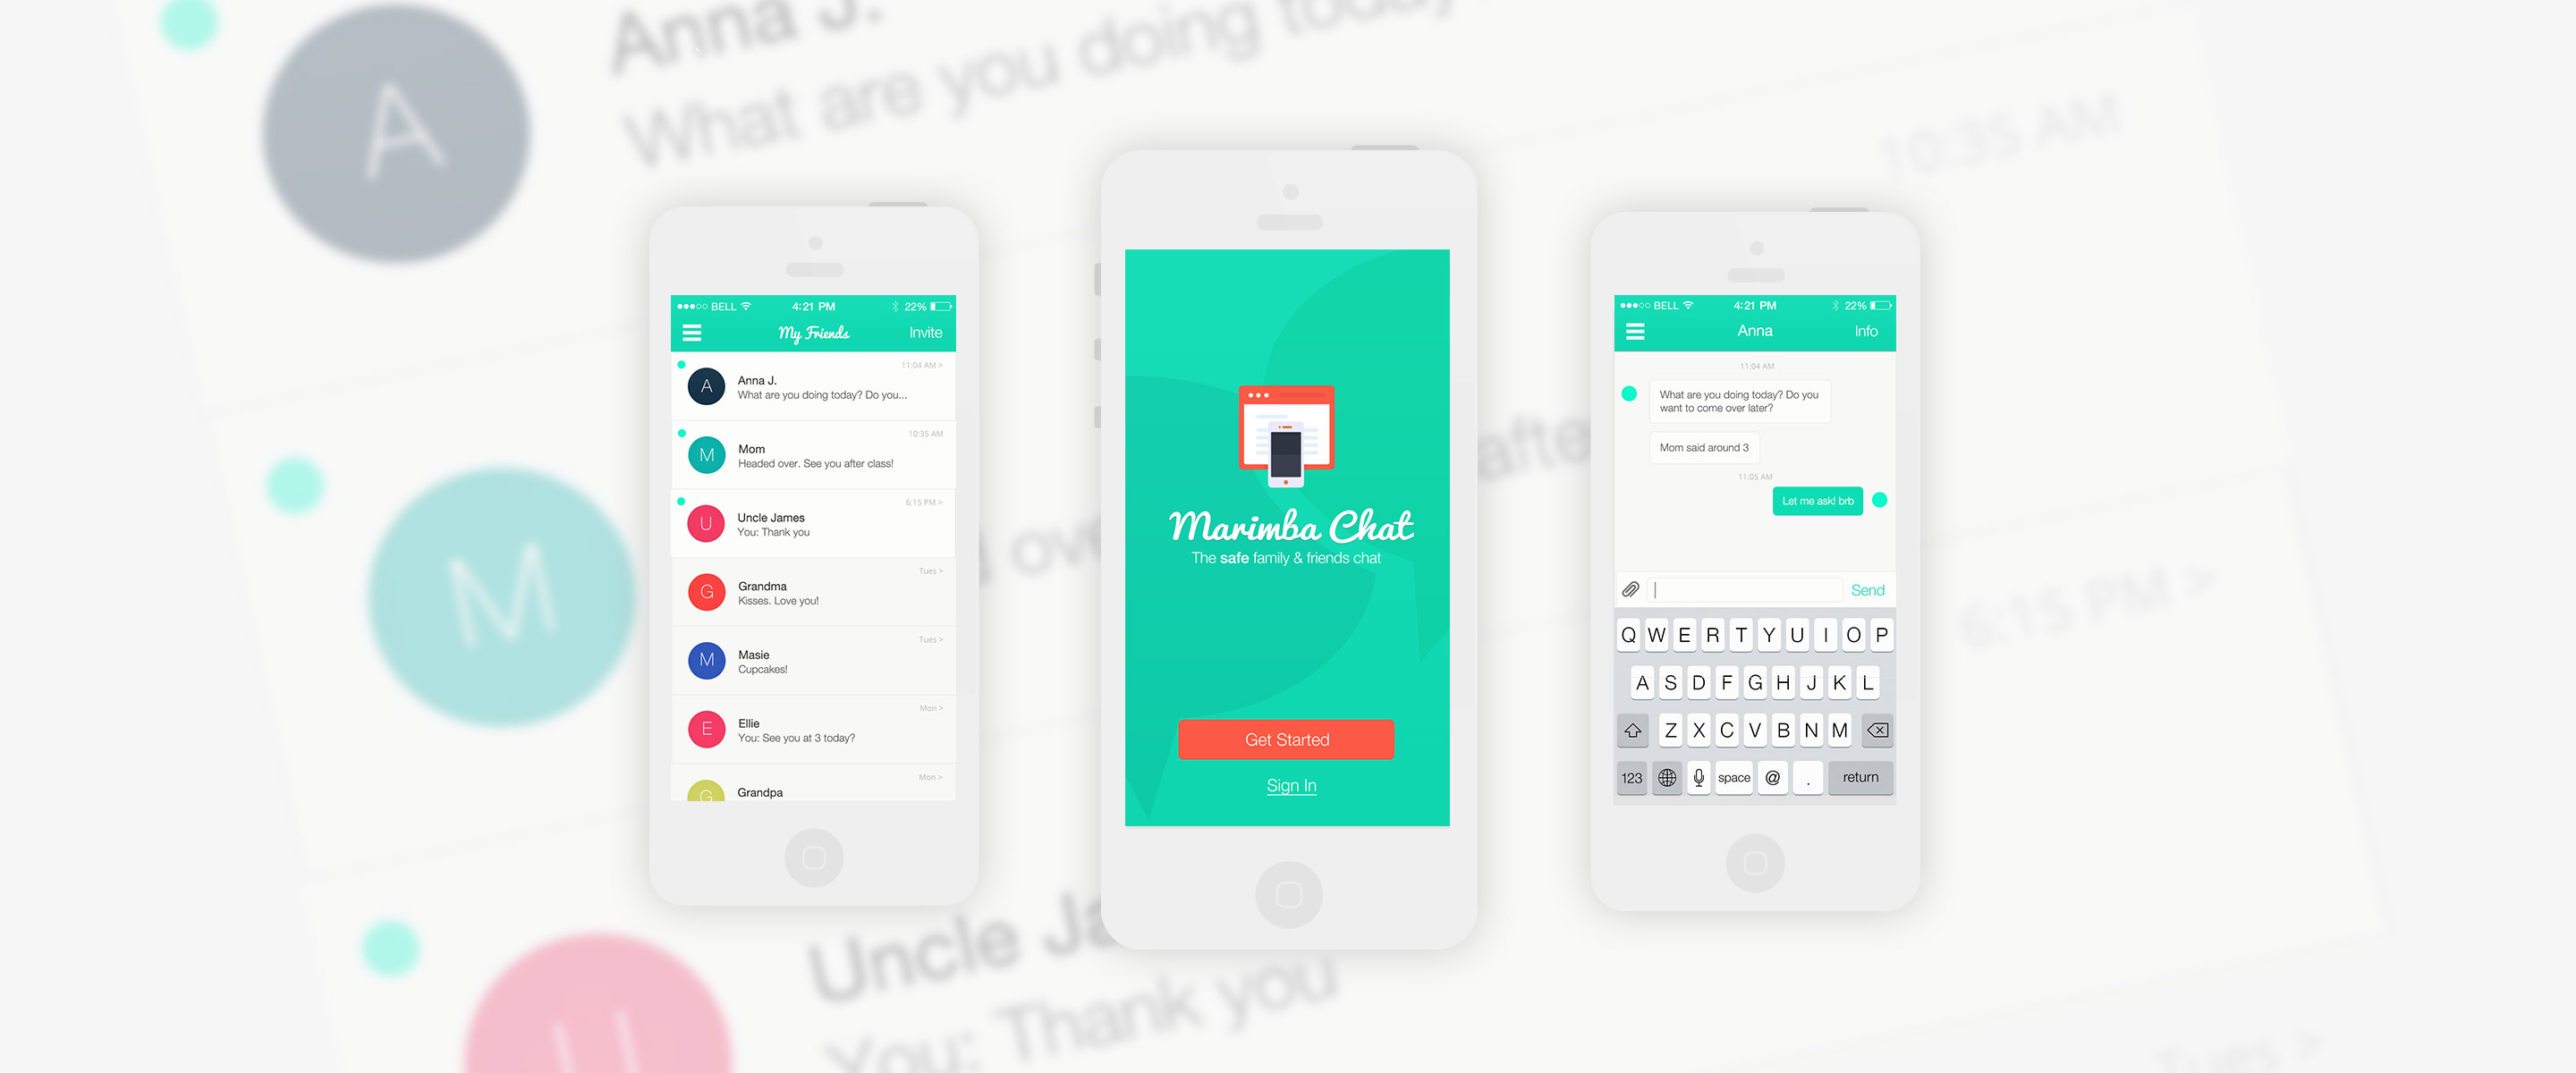 Anna J.
What are you doing today?
10:35 AM
M
6:15 PM >
Uncle Ja
You: Thank you
Tues >
A
U
BELL
4:21 PM
22%
My Friends
Invite
11:04 AM >
A
Anna J.
What are you doing today? Do you...
10:35 AM
M
Mom
Headed over. See you after class!
6:15 PM >
U
Uncle James
You: Thank you
Tues >
G
Grandma
Kisses. Love you!
Tues >
M
Masie
Cupcakes!
Mon >
E
Ellie
You: See you at 3 today?
Mon >
G
Grandpa
Marimba Chat
The safe family & friends chat
Get Started
Sign In
BELL
4:21 PM
22%
Anna
Info
11:04 AM
What are you doing today? Do you
want to come over later?
Mom said around 3
11:05 AM
Let me ask! brb
Send
Q W E R T Y U I O P
A S D F G H J K L
Z X C V B N M
123 space @ . return